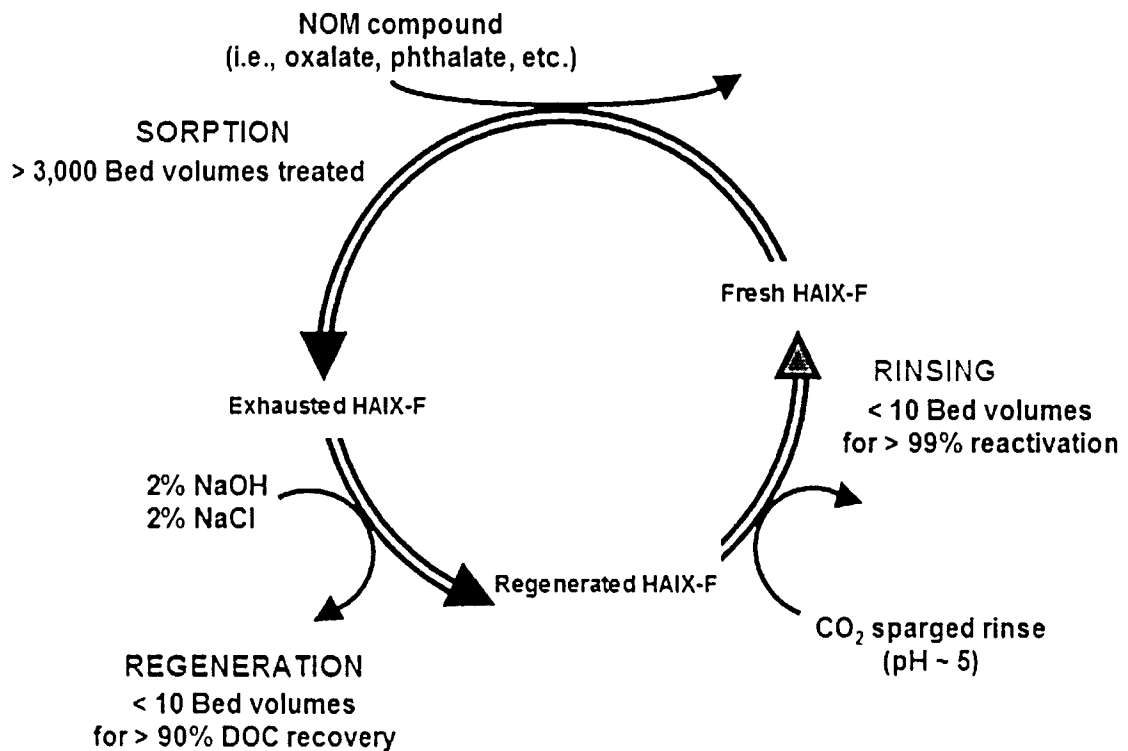 NOM compound
(i.e., oxalate, phthalate, etc.)
SORPTION
> 3,000 Bed volumes treated
Fresh HAIX-F
RINSING
< 10 Bed volumes
for > 99% reactivation
Exhausted HAIX-F
2% NaOH
2% NaCl
Regenerated HAIX-F
CO₂ sparged rinse
(pH ~ 5)
REGENERATION
< 10 Bed volumes
for > 90% DOC recovery